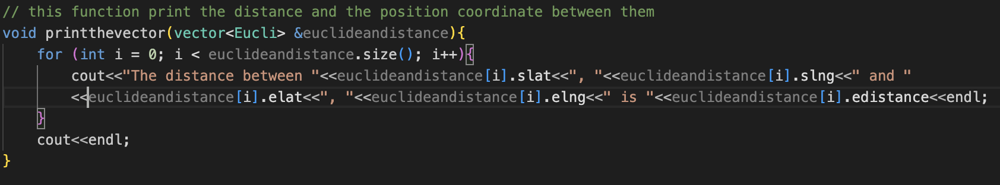 // this function print the distance and the position coordinate between them
void printthevector(vector<Eucli> &euclideandistance){
    for (int i = 0; i < euclideandistance.size(); i++){
        cout<<"The distance between "<<euclideandistance[i].slat<<", "<<euclideandistance[i].slng<<" and "
        <<euclideandistance[i].elat<<", "<<euclideandistance[i].elng<<" is "<<euclideandistance[i].edistance<<endl;
    }
    cout<<endl;
}